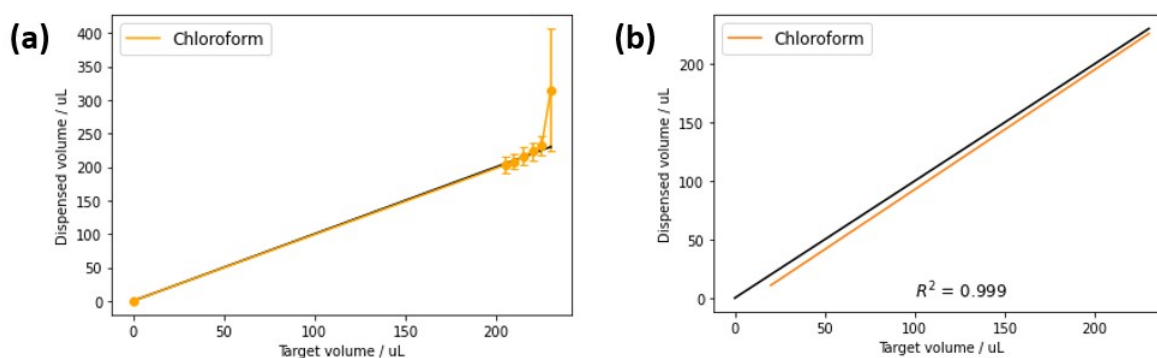 (a)
Chloroform
400
350
300
250
200
150
100
50
0
Dispensed volume / uL
0 50 100 150 200
Target volume / uL
(b)
Chloroform
200
150
100
50
0
Dispensed volume / uL
R² = 0.999
0 50 100 150 200
Target volume / uL